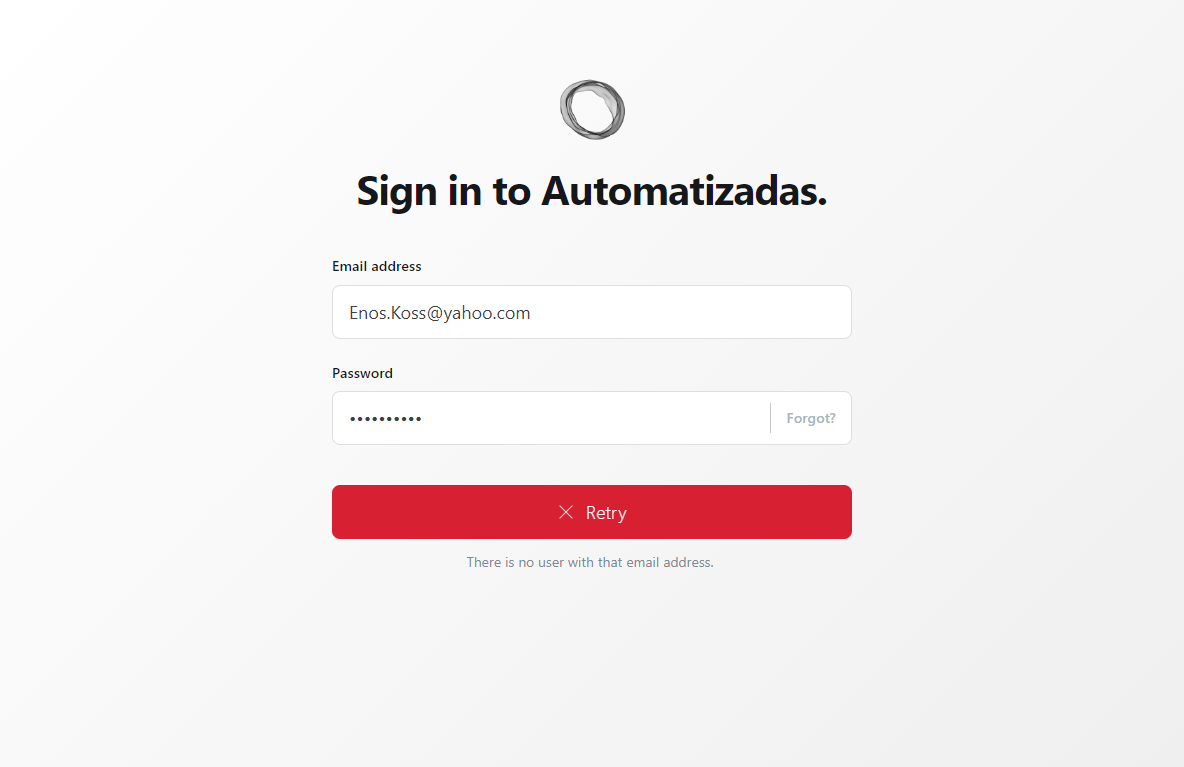 Sign in to Automatizadas.
Email address
Enos.Koss@yahoo.com
Password
•••••••••• Forgot?
Retry
There is no user with that email address.